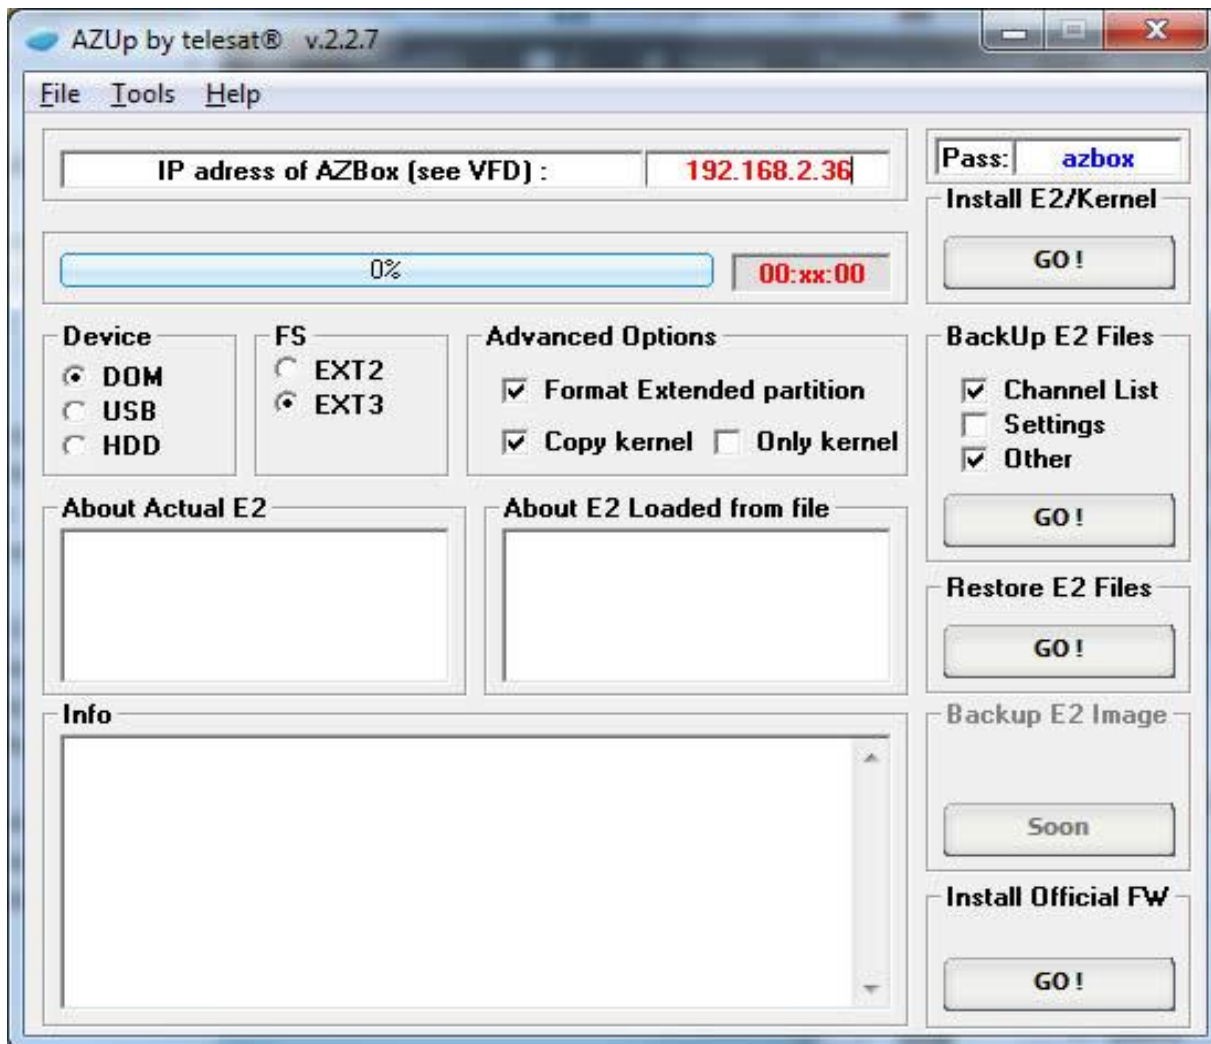 AZUp by telesat® v.2.2.7
File Tools Help
IP adress of AZBox (see VFD) : 192.168.2.36
Pass: azbox
Install E2/Kernel
GO !
0% 00:xx:00
Device
DOM
USB
HDD
FS
EXT2
EXT3
Advanced Options
Format Extended partition
Copy kernel Only kernel
BackUp E2 Files
Channel List
Settings
Other
GO !
About Actual E2
About E2 Loaded from file
Restore E2 Files
GO !
Info
Backup E2 Image
Soon
Install Official FW
GO !